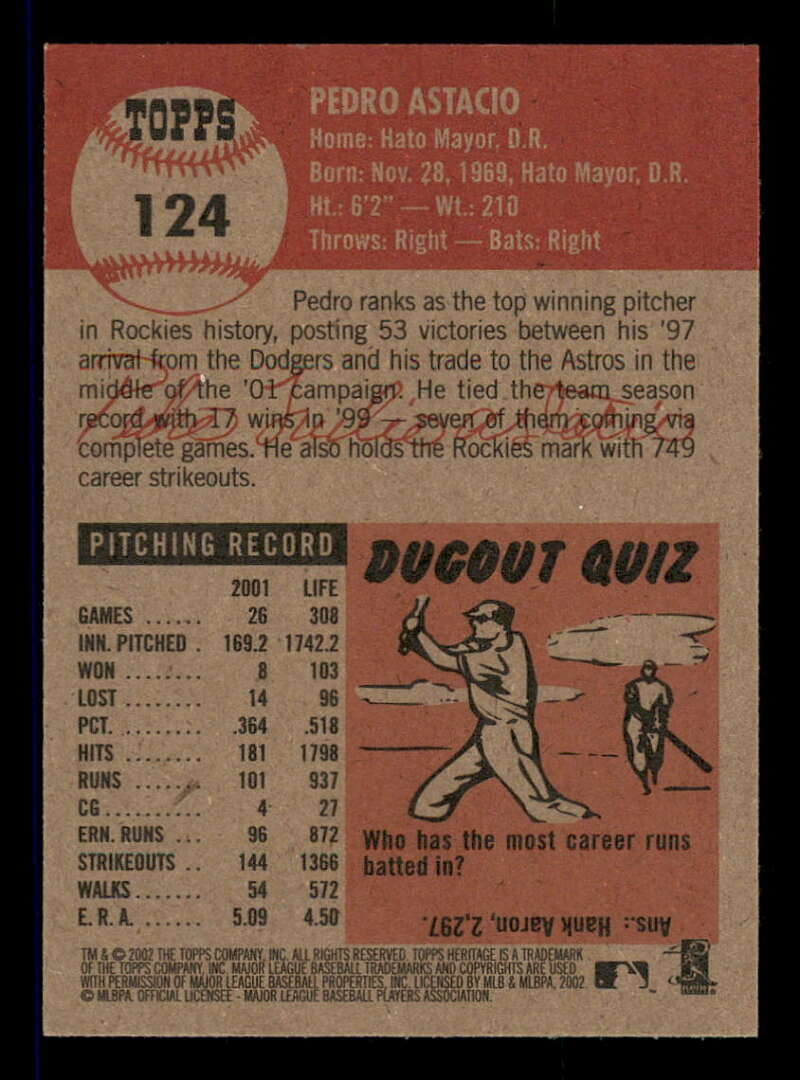 TOPPS
124
PEDRO ASTACIO
Home: Hato Mayor, D.R.
Born: Nov. 28, 1969, Hato Mayor, D.R.
Ht.: 6'2" — Wt.: 210
Throws: Right — Bats: Right
Pedro ranks as the top winning pitcher
in Rockies history, posting 53 victories between his '97
arrival from the Dodgers and his trade to the Astros in the
middle of the '01 campaign. He tied the team season
record with 17 wins in '99 — seven of them coming via
complete games. He also holds the Rockies mark with 749
career strikeouts.
PITCHING RECORD
2001 LIFE
GAMES ...... 26 308
INN. PITCHED . 169.2 1742.2
WON ........ 8 103
LOST ........ 14 96
PCT. ........ .364 .518
HITS ........ 181 1798
RUNS ...... 101 937
CG.......... 4 27
ERN. RUNS ... 96 872
STRIKEOUTS .. 144 1366
WALKS....... 54 572
E. R. A. ...... 5.09 4.50
DUGOUT QUIZ
Who has the most career runs
batted in?
Ans.: Hank Aaron, 2,297.
TM & © 2002 THE TOPPS COMPANY, INC. ALL RIGHTS RESERVED. TOPPS HERITAGE IS A TRADEMARK
OF THE TOPPS COMPANY, INC. MAJOR LEAGUE BASEBALL TRADEMARKS AND COPYRIGHTS ARE USED
WITH PERMISSION OF MAJOR LEAGUE BASEBALL PROPERTIES, INC. LICENSED BY MLB & MLBPA, 2002
© MLBPA. OFFICIAL LICENSEE - MAJOR LEAGUE BASEBALL PLAYERS ASSOCIATION.